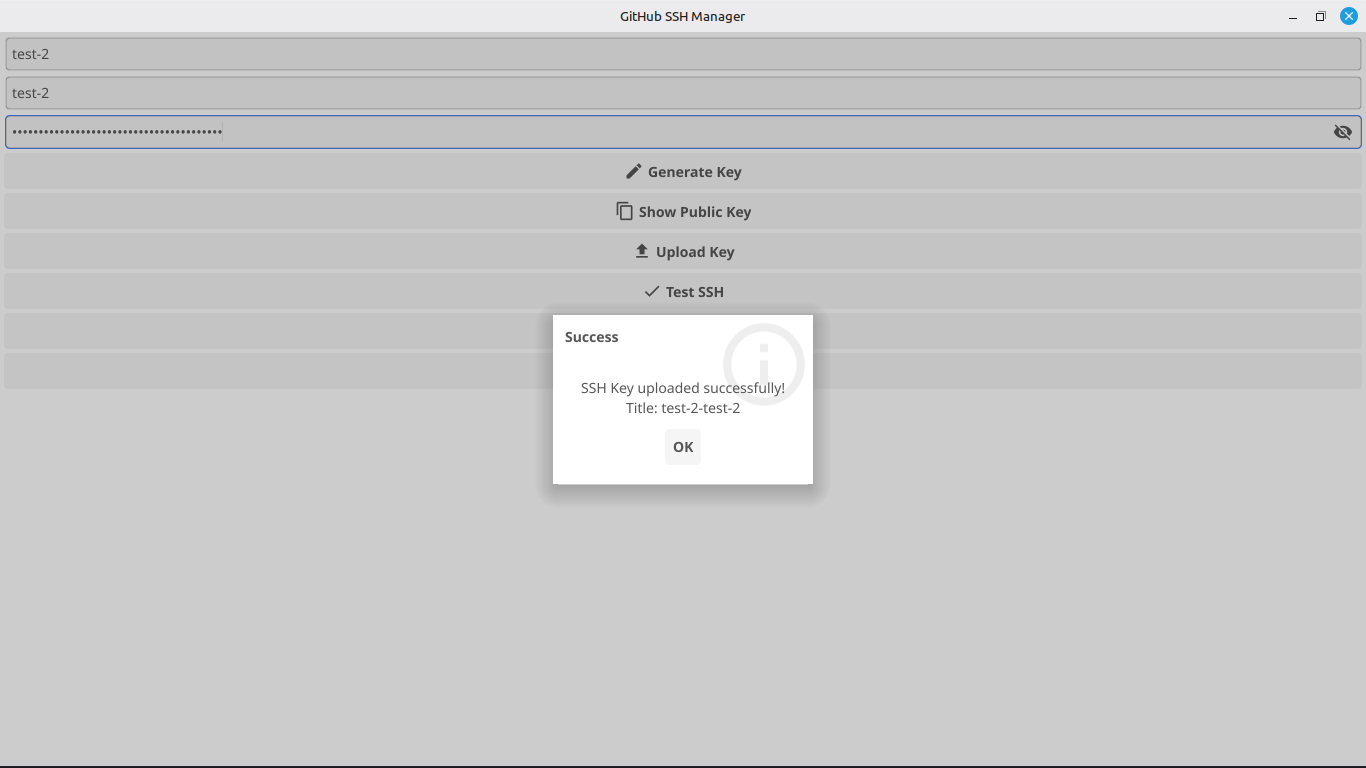 GitHub SSH Manager
test-2
test-2
••••••••••••••••••••••••••••••••••••••••
Generate Key
Show Public Key
Upload Key
Test SSH
Success
SSH Key uploaded successfully!
Title: test-2-test-2
OK